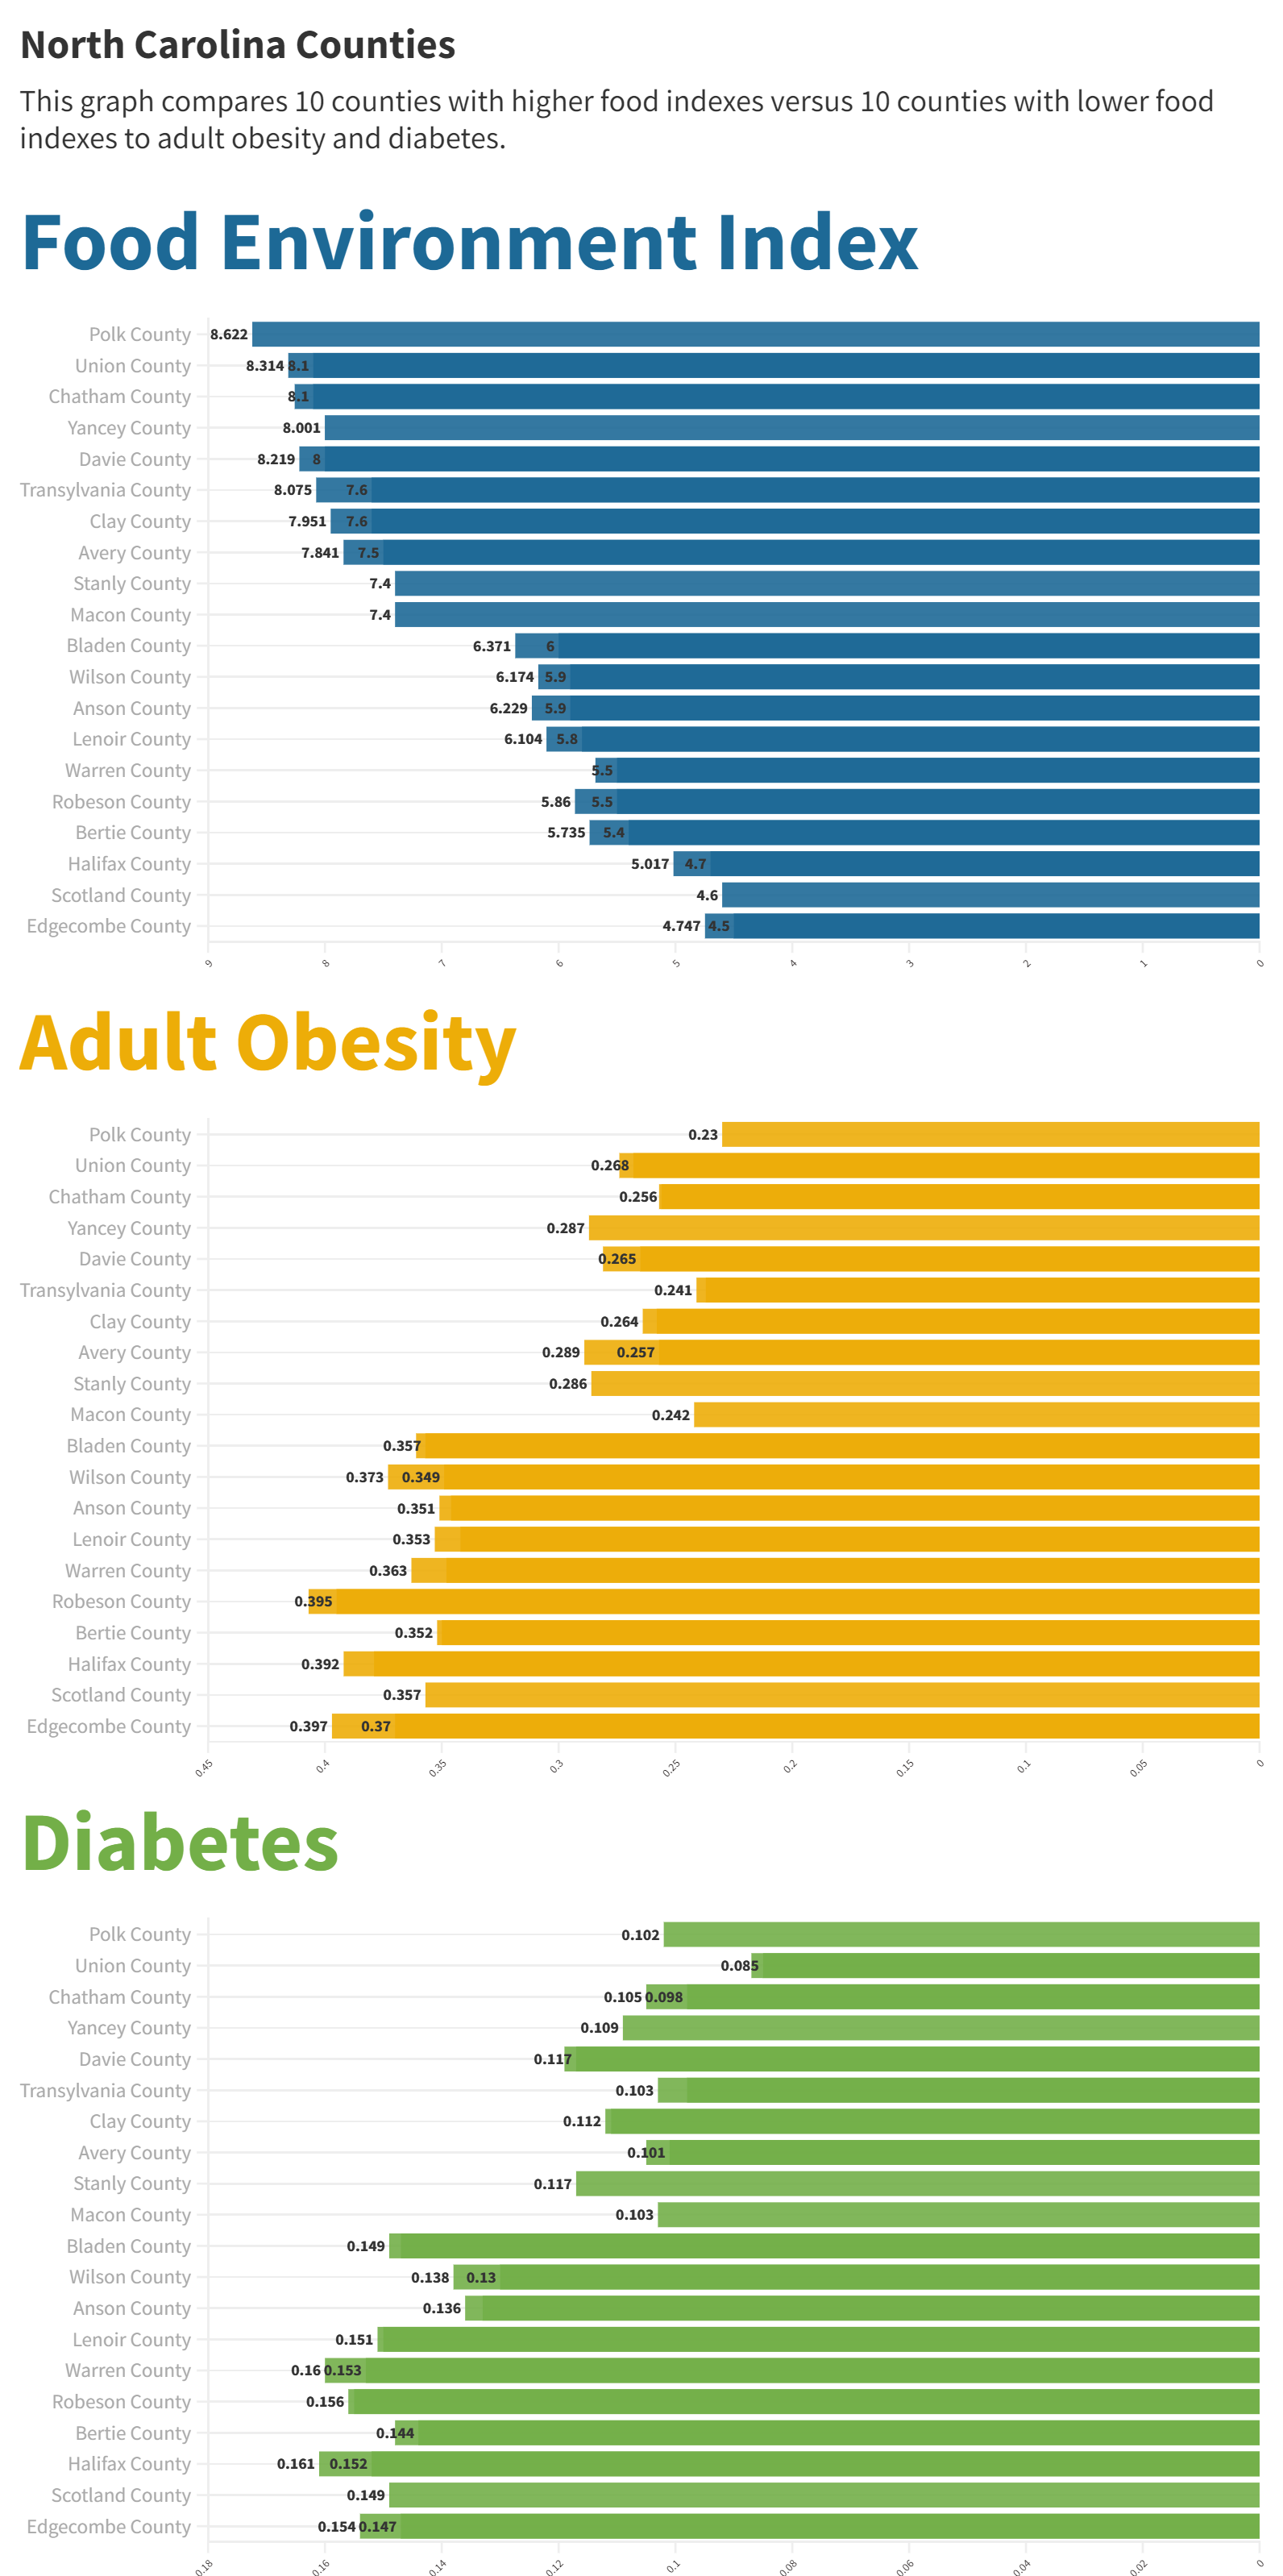 North Carolina Counties
This graph compares 10 counties with higher food indexes versus 10 counties with lower food
indexes to adult obesity and diabetes.
Food Environment Index
Polk County 8.622
Union County 8.314 8.1
Chatham County 8.1
Yancey County 8.001
Davie County 8.219 8
Transylvania County 8.075 7.6
Clay County 7.951 7.6
Avery County 7.841 7.5
Stanly County 7.4
Macon County 7.4
Bladen County 6.371 6
Wilson County 6.174 5.9
Anson County 6.229 5.9
Lenoir County 6.104 5.8
Warren County 5.5
Robeson County 5.86 5.5
Bertie County 5.735 5.4
Halifax County 5.017 4.7
Scotland County 4.6
Edgecombe County 4.747 4.5
9 8 7 6 5 4 3 2 1 0
Adult Obesity
Polk County 0.23
Union County 0.268
Chatham County 0.256
Yancey County 0.287
Davie County 0.265
Transylvania County 0.241
Clay County 0.264
Avery County 0.289 0.257
Stanly County 0.286
Macon County 0.242
Bladen County 0.357
Wilson County 0.373 0.349
Anson County 0.351
Lenoir County 0.353
Warren County 0.363
Robeson County 0.395
Bertie County 0.352
Halifax County 0.392
Scotland County 0.357
Edgecombe County 0.397 0.37
0.45 0.4 0.35 0.3 0.25 0.2 0.15 0.1 0.05 0
Diabetes
Polk County 0.102
Union County 0.085
Chatham County 0.105 0.098
Yancey County 0.109
Davie County 0.117
Transylvania County 0.103
Clay County 0.112
Avery County 0.101
Stanly County 0.117
Macon County 0.103
Bladen County 0.149
Wilson County 0.138 0.13
Anson County 0.136
Lenoir County 0.151
Warren County 0.16 0.153
Robeson County 0.156
Bertie County 0.144
Halifax County 0.161 0.152
Scotland County 0.149
Edgecombe County 0.154 0.147
0.18 0.16 0.14 0.12 0.1 0.08 0.06 0.04 0.02 0